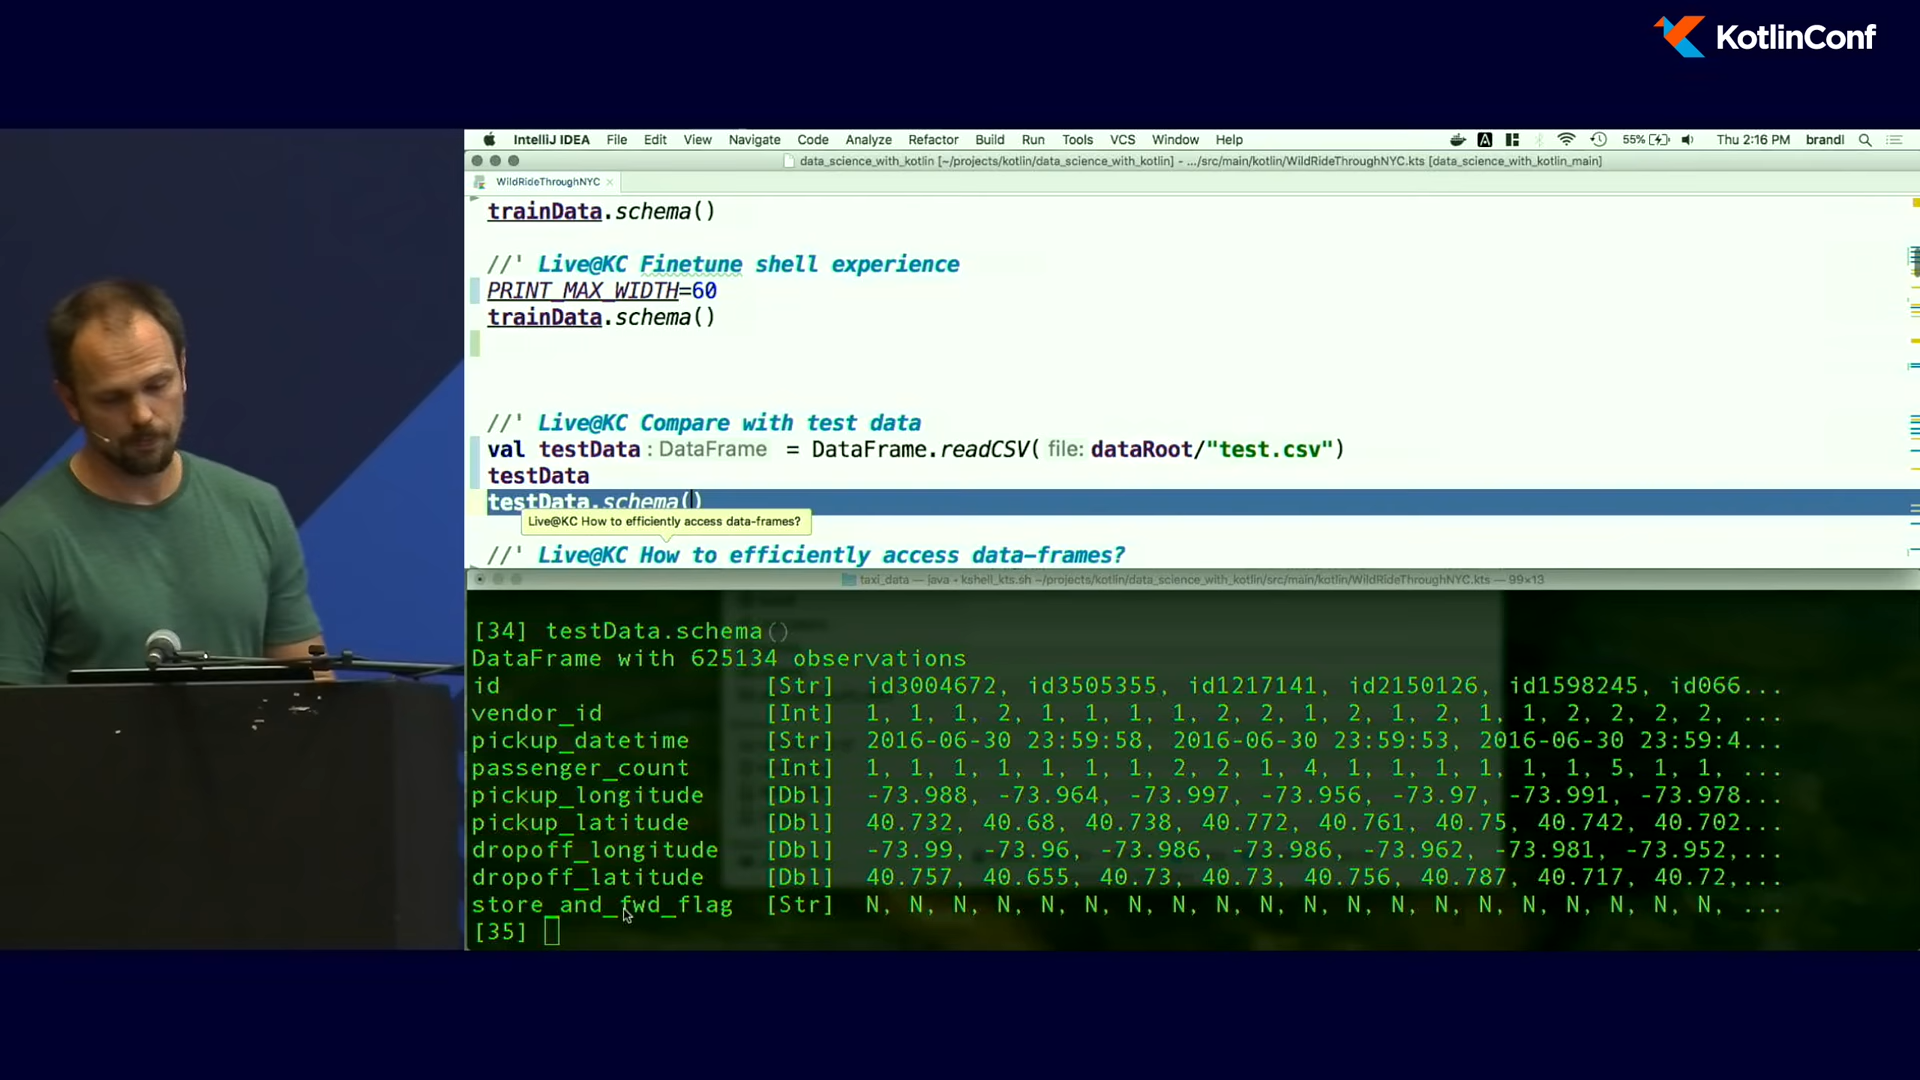 KotlinConf
IntelliJ IDEA File Edit View Navigate Code Analyze Refactor Build Run Tools VCS Window Help 55% Thu 2:16 PM brandl
data_science_with_kotlin [~/projects/kotlin/data_science_with_kotlin] - .../src/main/kotlin/WildRideThroughNYC.kts [data_science_with_kotlin_main]
WildRideThroughNYC
trainData.schema()
//' Live@KC Finetune shell experience
PRINT_MAX_WIDTH=60
trainData.schema()
//' Live@KC Compare with test data
val testData: DataFrame = DataFrame.readCSV( file: dataRoot/"test.csv")
testData
testData.schema()
Live@KC How to efficiently access data-frames?
//' Live@KC How to efficiently access data-frames?
taxi_data — java - kshell_kts.sh ~/projects/kotlin/data_science_with_kotlin/src/main/kotlin/WildRideThroughNYC.kts — 99×13
[34] testData.schema()
DataFrame with 625134 observations
id [Str] id3004672, id3505355, id1217141, id2150126, id1598245, id066...
vendor_id [Int] 1, 1, 1, 2, 1, 1, 1, 1, 2, 2, 1, 2, 1, 2, 1, 1, 2, 2, 2, 2, ...
pickup_datetime [Str] 2016-06-30 23:59:58, 2016-06-30 23:59:53, 2016-06-30 23:59:4...
passenger_count [Int] 1, 1, 1, 1, 1, 1, 1, 2, 2, 1, 4, 1, 1, 1, 1, 1, 1, 5, 1, 1, ...
pickup_longitude [Dbl] -73.988, -73.964, -73.997, -73.956, -73.97, -73.991, -73.978...
pickup_latitude [Dbl] 40.732, 40.68, 40.738, 40.772, 40.761, 40.75, 40.742, 40.702...
dropoff_longitude [Dbl] -73.99, -73.96, -73.986, -73.986, -73.962, -73.981, -73.952,...
dropoff_latitude [Dbl] 40.757, 40.655, 40.73, 40.73, 40.756, 40.787, 40.717, 40.72,...
store_and_fwd_flag [Str] N, N, N, N, N, N, N, N, N, N, N, N, N, N, N, N, N, N, N, N, ...
[35]